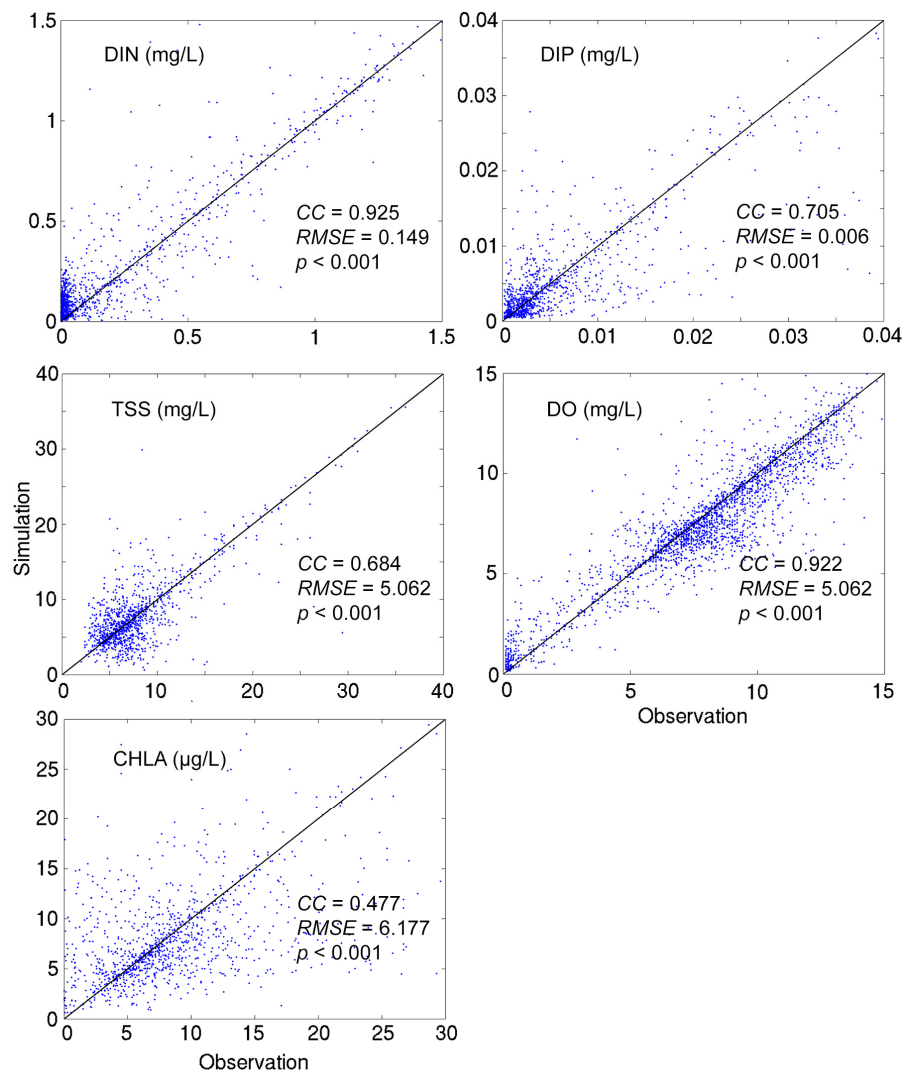 1.5
DIN (mg/L)
1
0.5
CC = 0.925
RMSE = 0.149
p < 0.001
0
0 0.5 1 1.5
0.04
DIP (mg/L)
0.03
0.02
0.01
CC = 0.705
RMSE = 0.006
p < 0.001
0
0 0.01 0.02 0.03 0.04
40
TSS (mg/L)
30
20
10
CC = 0.684
RMSE = 5.062
p < 0.001
0
0 10 20 30 40
Simulation
15
DO (mg/L)
10
5
CC = 0.922
RMSE = 5.062
p < 0.001
0
0 5 10 15
Observation
30
CHLA (µg/L)
25
20
15
10
CC = 0.477
RMSE = 6.177
p < 0.001
5
0
0 5 10 15 20 25 30
Observation